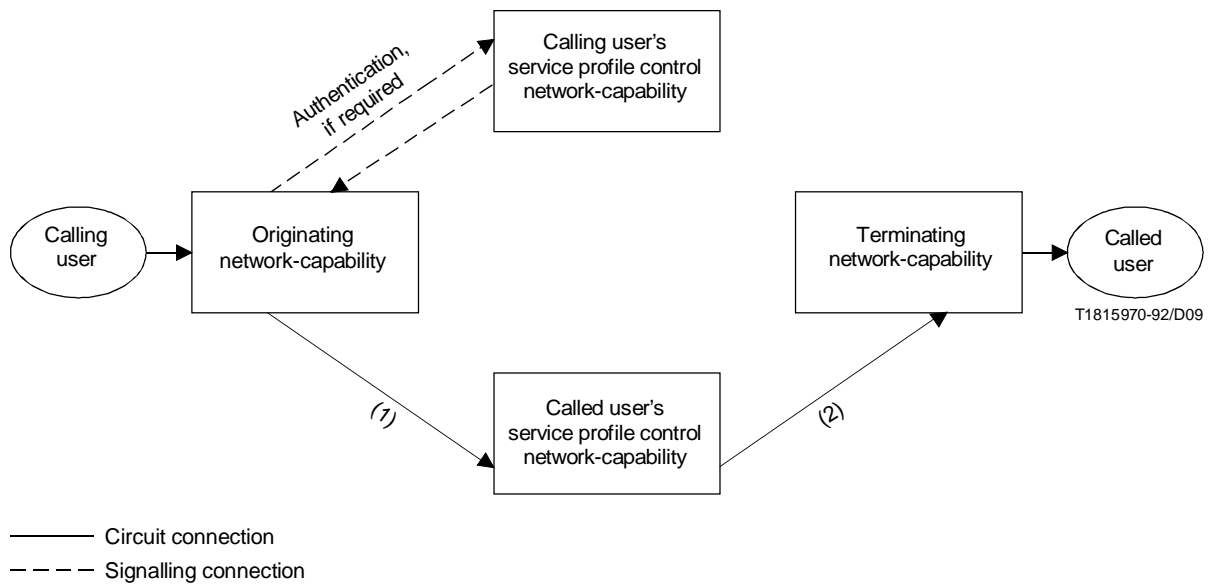 Authentication,
if required
Calling user's
service profile control
network-capability
Calling
user
Originating
network-capability
Terminating
network-capability
Called
user
T1815970-92/D09
(1)
Called user's
service profile control
network-capability
(2)
Circuit connection
Signalling connection